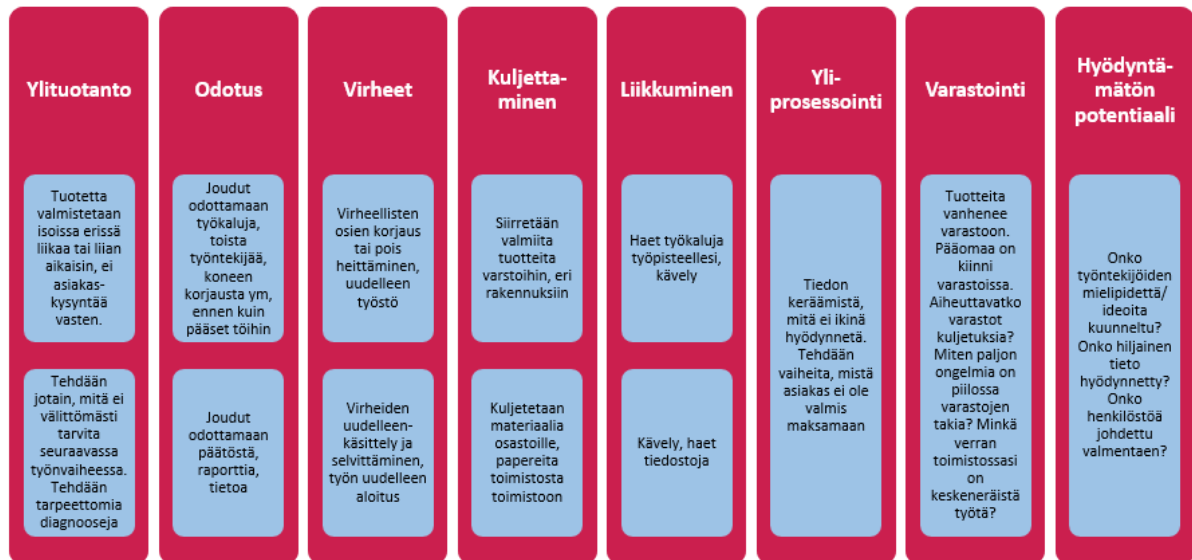 Ylituotanto
Tuotetta
valmistetaan
isoissa erissä
liikaa tai liian
aikaisin, ei
asiakas-
kysyntää
vasten.
Tehdään
jotain, mitä ei
välittömästi
tarvita
seuraavassa
työnvaiheessa.
Tehdään
tarpeettomia
diagnooseja
Odotus
Joudut
odottamaan
työkaluja,
toista
työntekijää,
koneen
korjausta ym,
ennen kuin
pääset töihin
Joudut
odottamaan
päätöstä,
raporttia,
tietoa
Virheet
Virheellisten
osien korjaus
tai pois
heittäminen,
uudelleen
työstö
Virheiden
uudelleen-
käsittely ja
selvittäminen,
työn uudelleen
aloitus
Kuljetta-
minen
Siirretään
valmiita
tuotteita
varstoihin, eri
rakennuksiin
Kuljetetaan
materiaalia
osastoille,
papereita
toimistosta
toimistoon
Liikkuminen
Haet työkaluja
työpisteellesi,
kävely
Kävely, haet
tiedostoja
Yli-
prosessointi
Tiedon
keräämistä,
mitä ei ikinä
hyödynnetä.
Tehdään
vaiheita, mistä
asiakas ei ole
valmis
maksamaan
Varastointi
Tuotteita
vanhenee
varastoon.
Pääomaa on
kiinni
varastoissa.
Aiheuttavatko
varastot
kuljetuksia?
Miten paljon
ongelmia on
piilossa
varastojen
takia? Minkä
verran
toimistossasi
on
keskeneräistä
työtä?
Hyödyntä-
mätön
potentiaali
Onko
työntekijöiden
mielipidettä/
ideoita
kuunneltu?
Onko hiljainen
tieto
hyödynnetty?
Onko
henkilöstöä
johdettu
valmentaen?